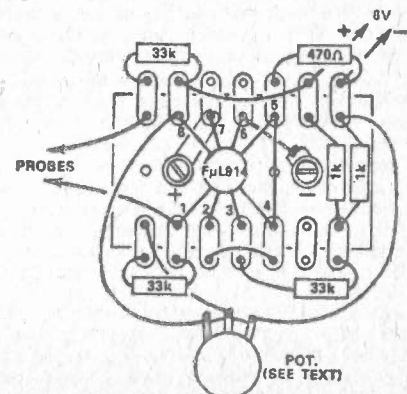 33k
470Ω
+
8V
−
8
7
6
5
PROBES
+
FμL914
−
1k
1k
1
2
3
4
33k
33k
POT.
(SEE TEXT)